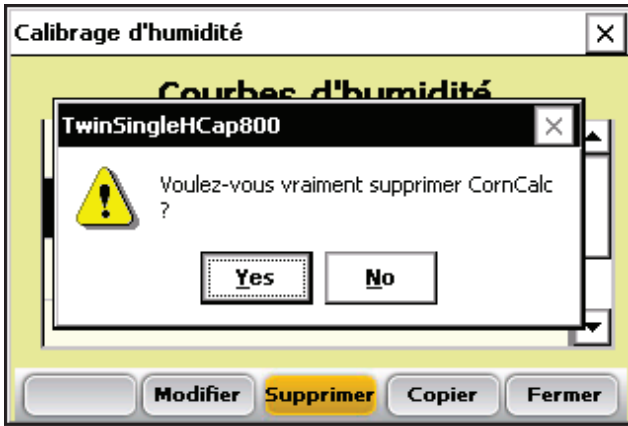 Calibrage d'humidité
Courbes d'humidité
TwinSingleHCap800
Voulez-vous vraiment supprimer CornCalc
?
Yes No
Modifier Supprimer Copier Fermer